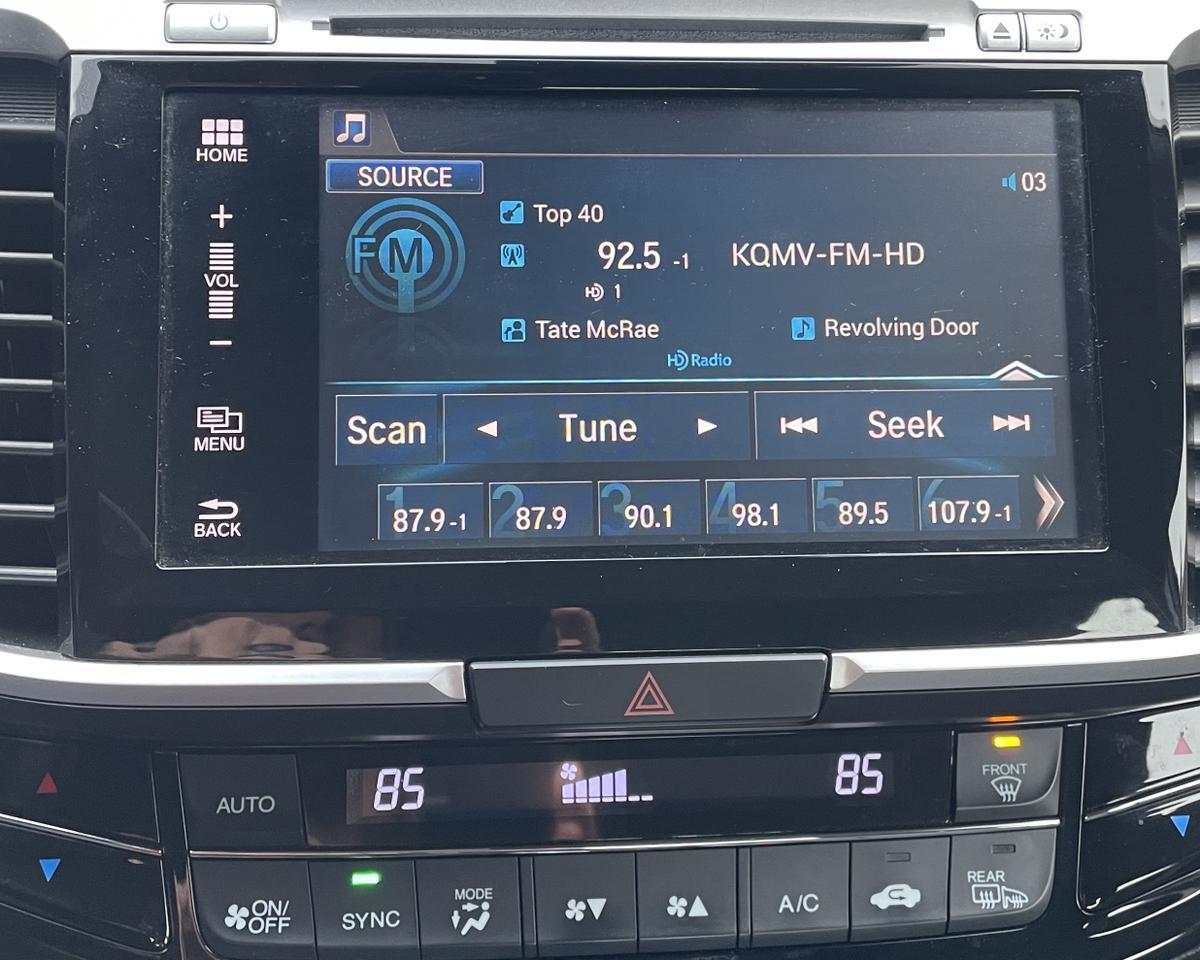 HOME
SOURCE
03
+
VOL
−
Top 40
FM
92.5 -1 KQMV-FM-HD
HD 1
Tate McRae Revolving Door
HD Radio
MENU
Scan Tune Seek
BACK
1 87.9-1 2 87.9 3 90.1 4 98.1 5 89.5 6 107.9-1
85 85
FRONT
AUTO
ON/OFF SYNC MODE A/C REAR